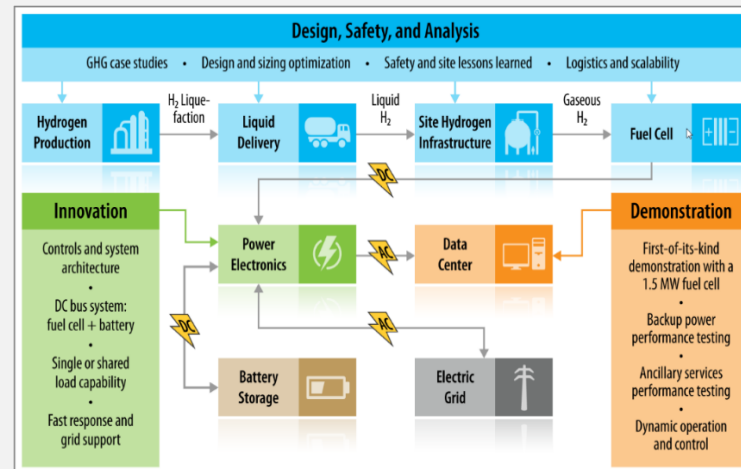 Design, Safety, and Analysis
GHG case studies • Design and sizing optimization • Safety and site lessons learned • Logistics and scalability
Hydrogen
Production
H₂ Lique-
faction
Liquid
Delivery
Liquid
H₂
Site Hydrogen
Infrastructure
Gaseous
H₂
Fuel Cell
DC
Innovation
Controls and system
architecture
•
DC bus system:
fuel cell + battery
•
Single or shared
load capability
•
Fast response and
grid support
Power
Electronics
AC
Data
Center
DC
AC
Battery
Storage
Electric
Grid
Demonstration
First-of-its-kind
demonstration with a
1.5 MW fuel cell
•
Backup power
performance testing
•
Ancillary services
performance testing
•
Dynamic operation
and control